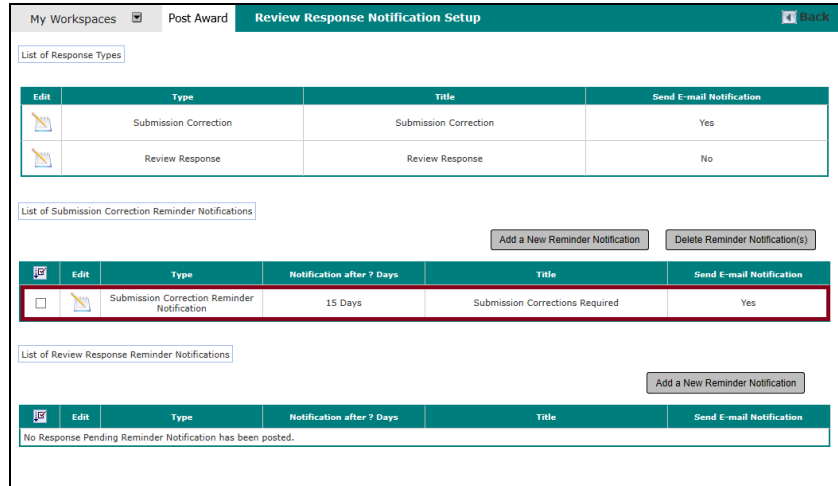 My Workspaces Post Award Review Response Notification Setup Back
List of Response Types
Edit Type Title Send E-mail Notification
Submission Correction Submission Correction Yes
Review Response Review Response No
List of Submission Correction Reminder Notifications
Add a New Reminder Notification Delete Reminder Notification(s)
Edit Type Notification after ? Days Title Send E-mail Notification
Submission Correction Reminder
Notification 15 Days Submission Corrections Required Yes
List of Review Response Reminder Notifications
Add a New Reminder Notification
Edit Type Notification after ? Days Title Send E-mail Notification
No Response Pending Reminder Notification has been posted.